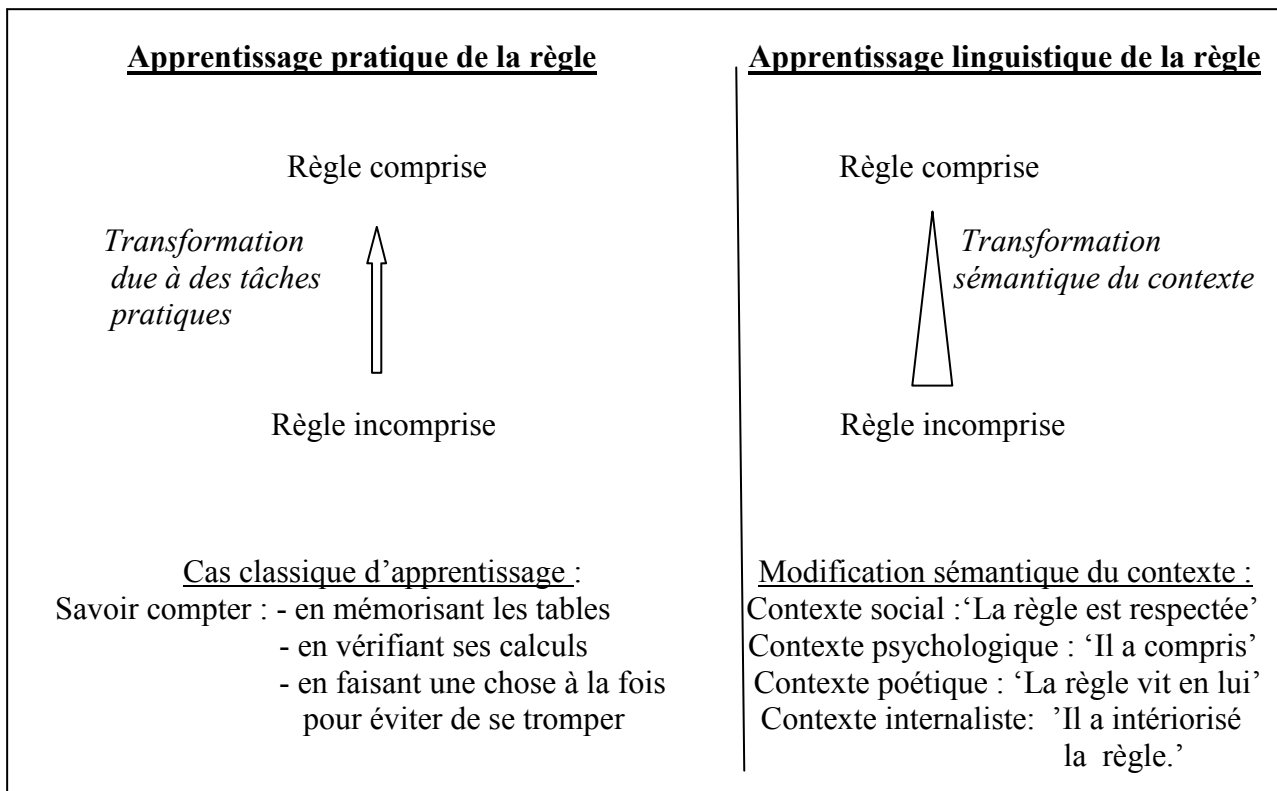 Apprentissage pratique de la règle
Règle comprise
Transformation
due à des tâches
pratiques
Règle incomprise
Cas classique d’apprentissage :
Savoir compter : - en mémorisant les tables
- en vérifiant ses calculs
- en faisant une chose à la fois
pour éviter de se tromper
Apprentissage linguistique de la règle
Règle comprise
Transformation
sémantique du contexte
Règle incomprise
Modification sémantique du contexte :
Contexte social :‘La règle est respectée’
Contexte psychologique : ‘Il a compris’
Contexte poétique : ‘La règle vit en lui’
Contexte internaliste: ’Il a intériorisé
la règle.’